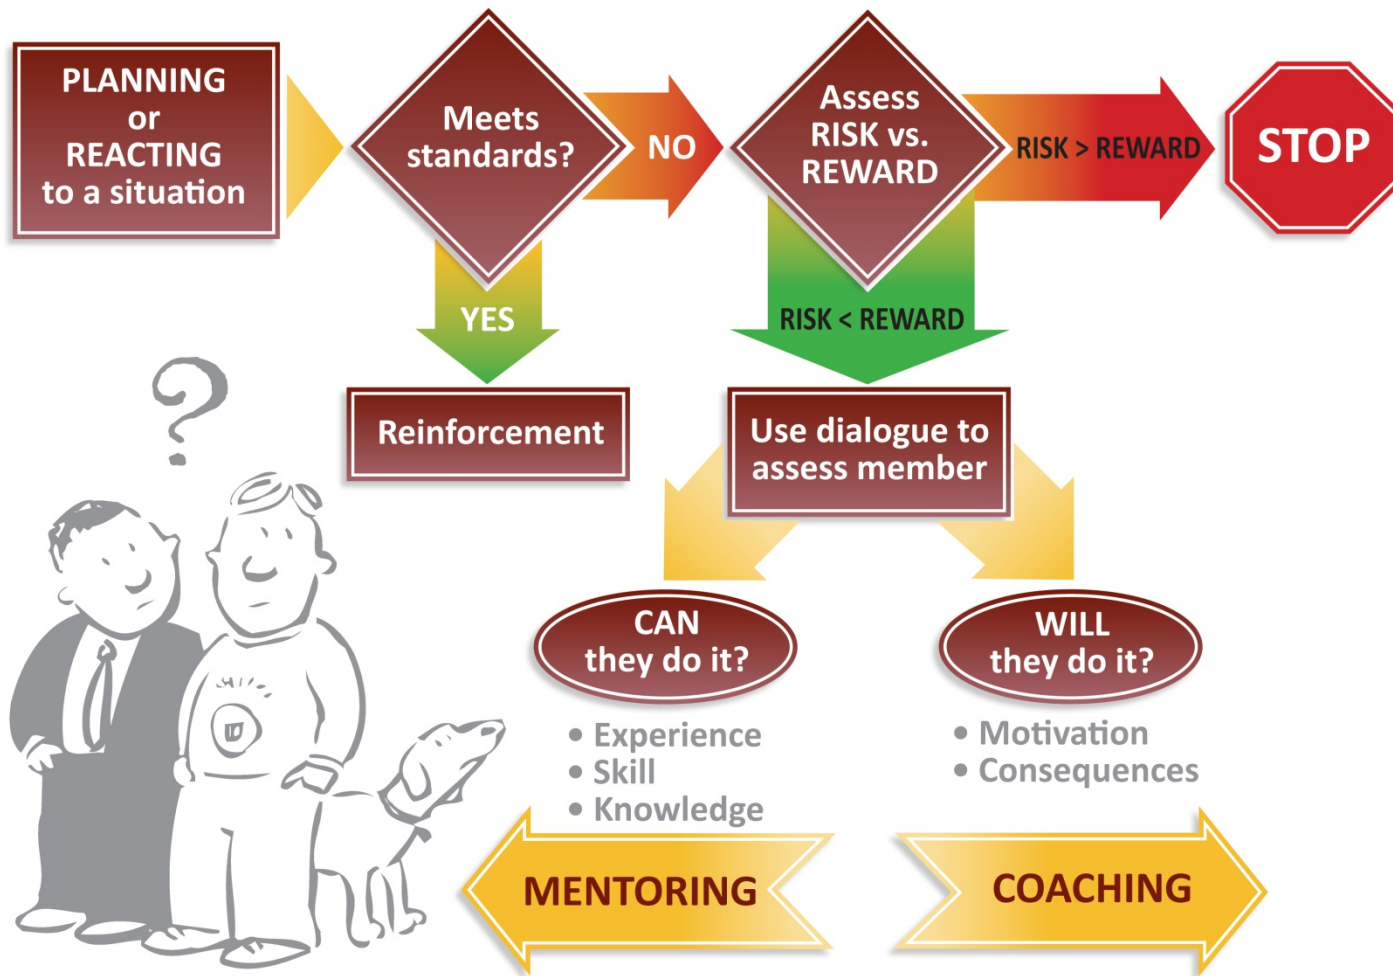 PLANNING
or
REACTING
to a situation
Meets
standards?
NO
Assess
RISK vs.
REWARD
RISK > REWARD
STOP
YES
RISK < REWARD
Reinforcement
Use dialogue to
assess member
?
CAN
they do it?
WILL
they do it?
• Experience
• Skill
• Knowledge
• Motivation
• Consequences
MENTORING
COACHING